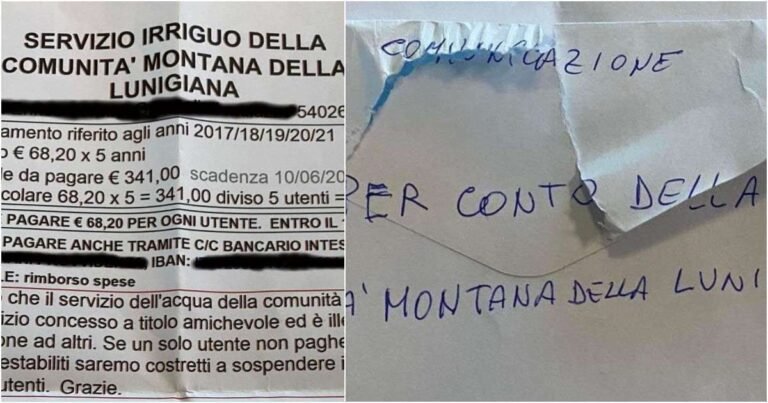 SERVIZIO IRRIGUO DELLA
COMUNITA' MONTANA DELLA
LUNIGIANA
54026
amento riferito agli anni 2017/18/19/20/21
o € 68,20 x 5 anni
le da pagare € 341,00 scadenza 10/06/20
colare 68,20 x 5 = 341,00 diviso 5 utenti =
E PAGARE € 68,20 PER OGNI UTENTE. ENTRO IL
PAGARE ANCHE TRAMITE C/C BANCARIO INTES
IBAN:
LE: rimborso spese
che il servizio dell'acqua della comunità
izio concesso a titolo amichevole ed è ille
one ad altri. Se un solo utente non paghe
estabiliti saremo costretti a sospendere i
utenti. Grazie.
COMUNICAZIONE
PER CONTO DELLA
A' MONTANA DELLA LUNI